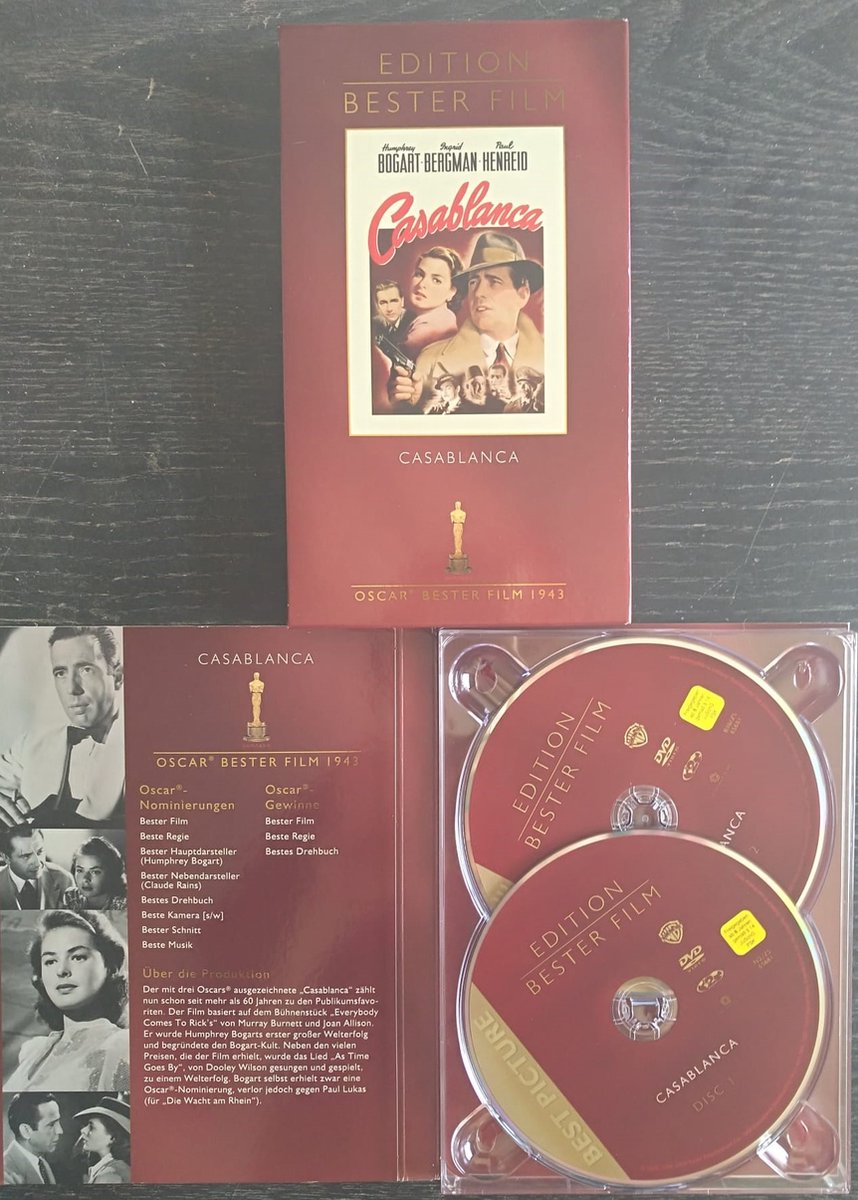 EDITION
BESTER FILM
Humphrey Ingrid Paul
BOGART · BERGMAN · HENREID
Casablanca
CASABLANCA
OSCAR® BESTER FILM 1943
CASABLANCA
OSCAR® BESTER FILM 1943
Oscar®-
Nominierungen
Bester Film
Beste Regie
Bester Hauptdarsteller
(Humphrey Bogart)
Bester Nebendarsteller
(Claude Rains)
Bestes Drehbuch
Beste Kamera [s/w]
Bester Schnitt
Beste Musik
Oscar®-
Gewinne
Bester Film
Beste Regie
Bestes Drehbuch
Über die Produktion
Der mit drei Oscars® ausgezeichnete „Casablanca" zählt
nun schon seit mehr als 60 Jahren zu den Publikumsfavo-
riten. Der Film basiert auf dem Bühnenstück „Everybody
Comes To Rick's" von Murray Burnett und Joan Allison.
Er wurde Humphrey Bogarts erster großer Welterfolg
und begründete den Bogart-Kult. Neben den vielen
Preisen, die der Film erhielt, wurde das Lied „As Time
Goes By", von Dooley Wilson gesungen und gespielt,
zu einem Welterfolg. Bogart selbst erhielt zwar eine
Oscar®-Nominierung, verlor jedoch gegen Paul Lukas
(für „Die Wacht am Rhein").
EDITION
BESTER FILM
DVD
ANCA
2
EDITION
BESTER FILM
DVD
BEST PICTURE
CASABLANCA
DISC